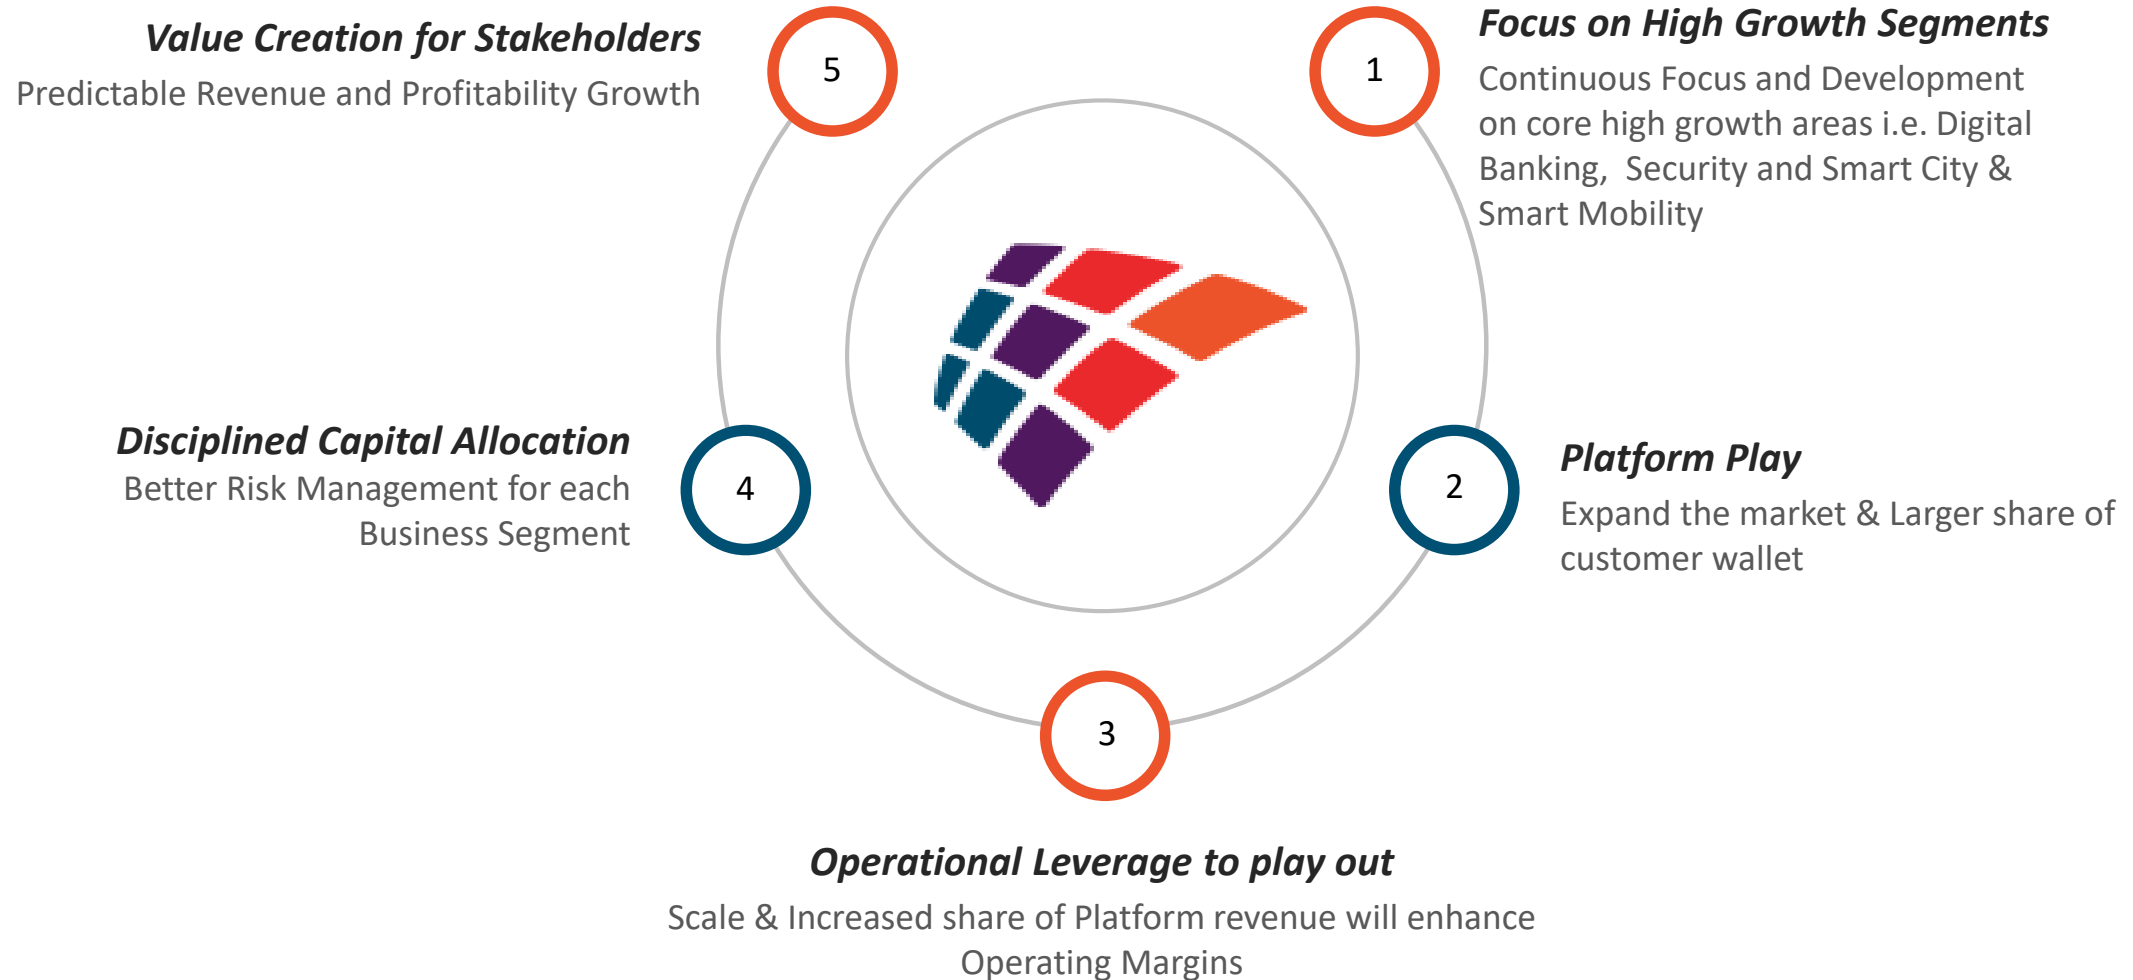 1
Focus on High Growth Segments
Continuous Focus and Development
on core high growth areas i.e. Digital
Banking,  Security and Smart City &
Smart Mobility
2
Platform Play
Expand the market & Larger share of
customer wallet
3
Operational Leverage to play out
Scale & Increased share of Platform revenue will enhance
Operating Margins
4
Disciplined Capital Allocation
Better Risk Management for each
Business Segment
5
Value Creation for Stakeholders
Predictable Revenue and Profitability Growth